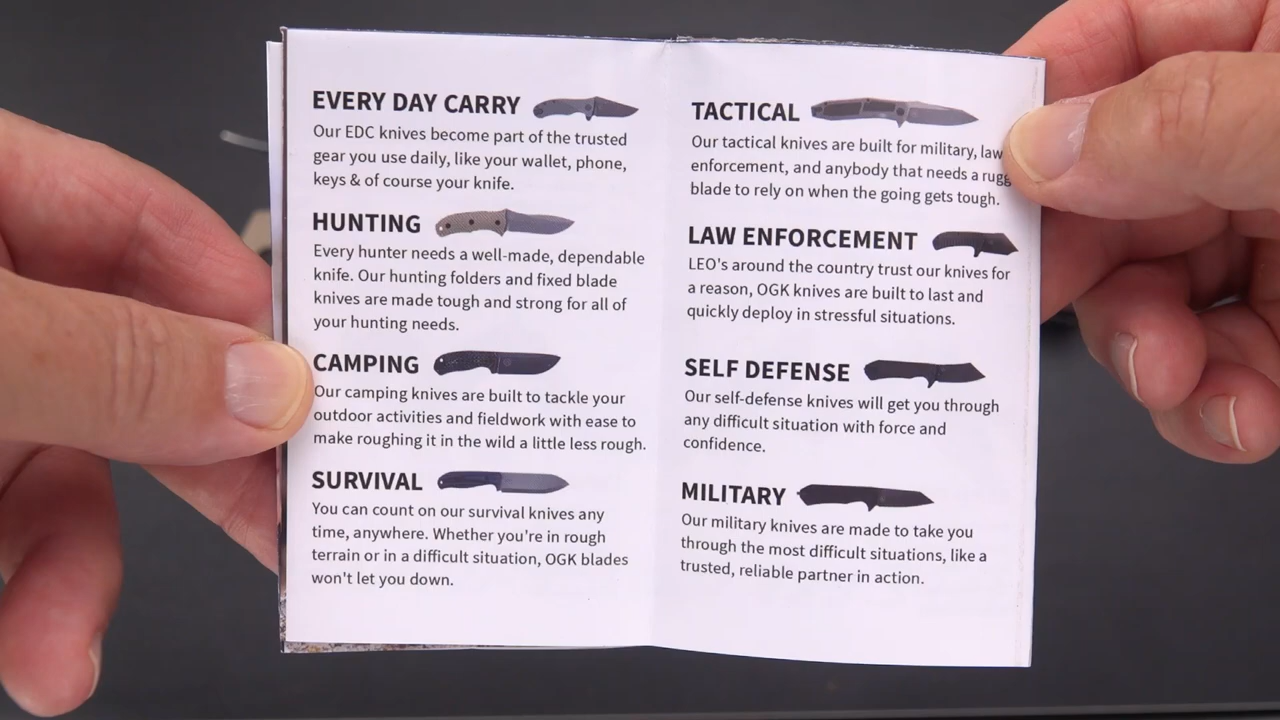 EVERY DAY CARRY
Our EDC knives become part of the trusted
gear you use daily, like your wallet, phone,
keys & of course your knife.
HUNTING
Every hunter needs a well-made, dependable
knife. Our hunting folders and fixed blade
knives are made tough and strong for all of
your hunting needs.
CAMPING
Our camping knives are built to tackle your
outdoor activities and fieldwork with ease to
make roughing it in the wild a little less rough.
SURVIVAL
You can count on our survival knives any
time, anywhere. Whether you're in rough
terrain or in a difficult situation, OGK blades
won't let you down.
TACTICAL
Our tactical knives are built for military, law
enforcement, and anybody that needs a
blade to rely on when the going gets tough.
LAW ENFORCEMENT
LEO's around the country trust our knives for
a reason, OGK knives are built to last and
quickly deploy in stressful situations.
SELF DEFENSE
Our self-defense knives will get you through
any difficult situation with force and
confidence.
MILITARY
Our military knives are made to take you
through the most difficult situations, like a
trusted, reliable partner in action.